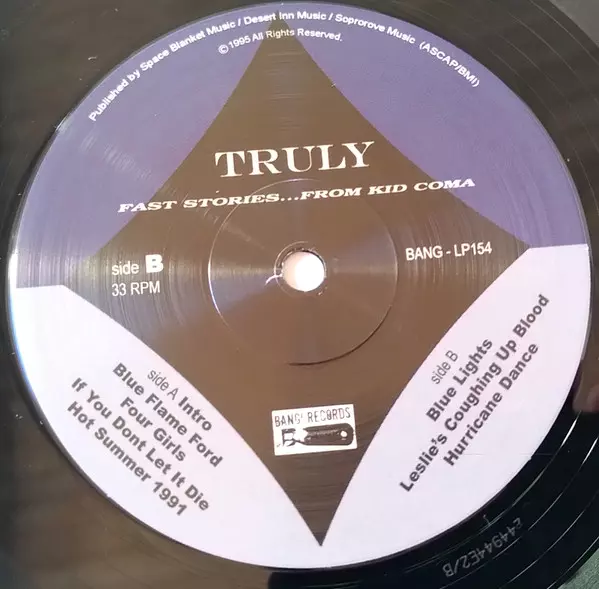 Published by Space Blanket Music / Desert Inn Music / Soprorove Music (ASCAP/BMI)
©1995 All Rights Reserved.
TRULY
FAST STORIES...FROM KID COMA
side B
33 RPM
BANG - LP154
side A Intro
Blue Flame Ford
Four Girls
If You Dont Let It Die
Hot Summer 1991
side B
Blue Lights
Leslie's Coughing Up Blood
Hurricane Dance
BANG! RECORDS
144944E2/B